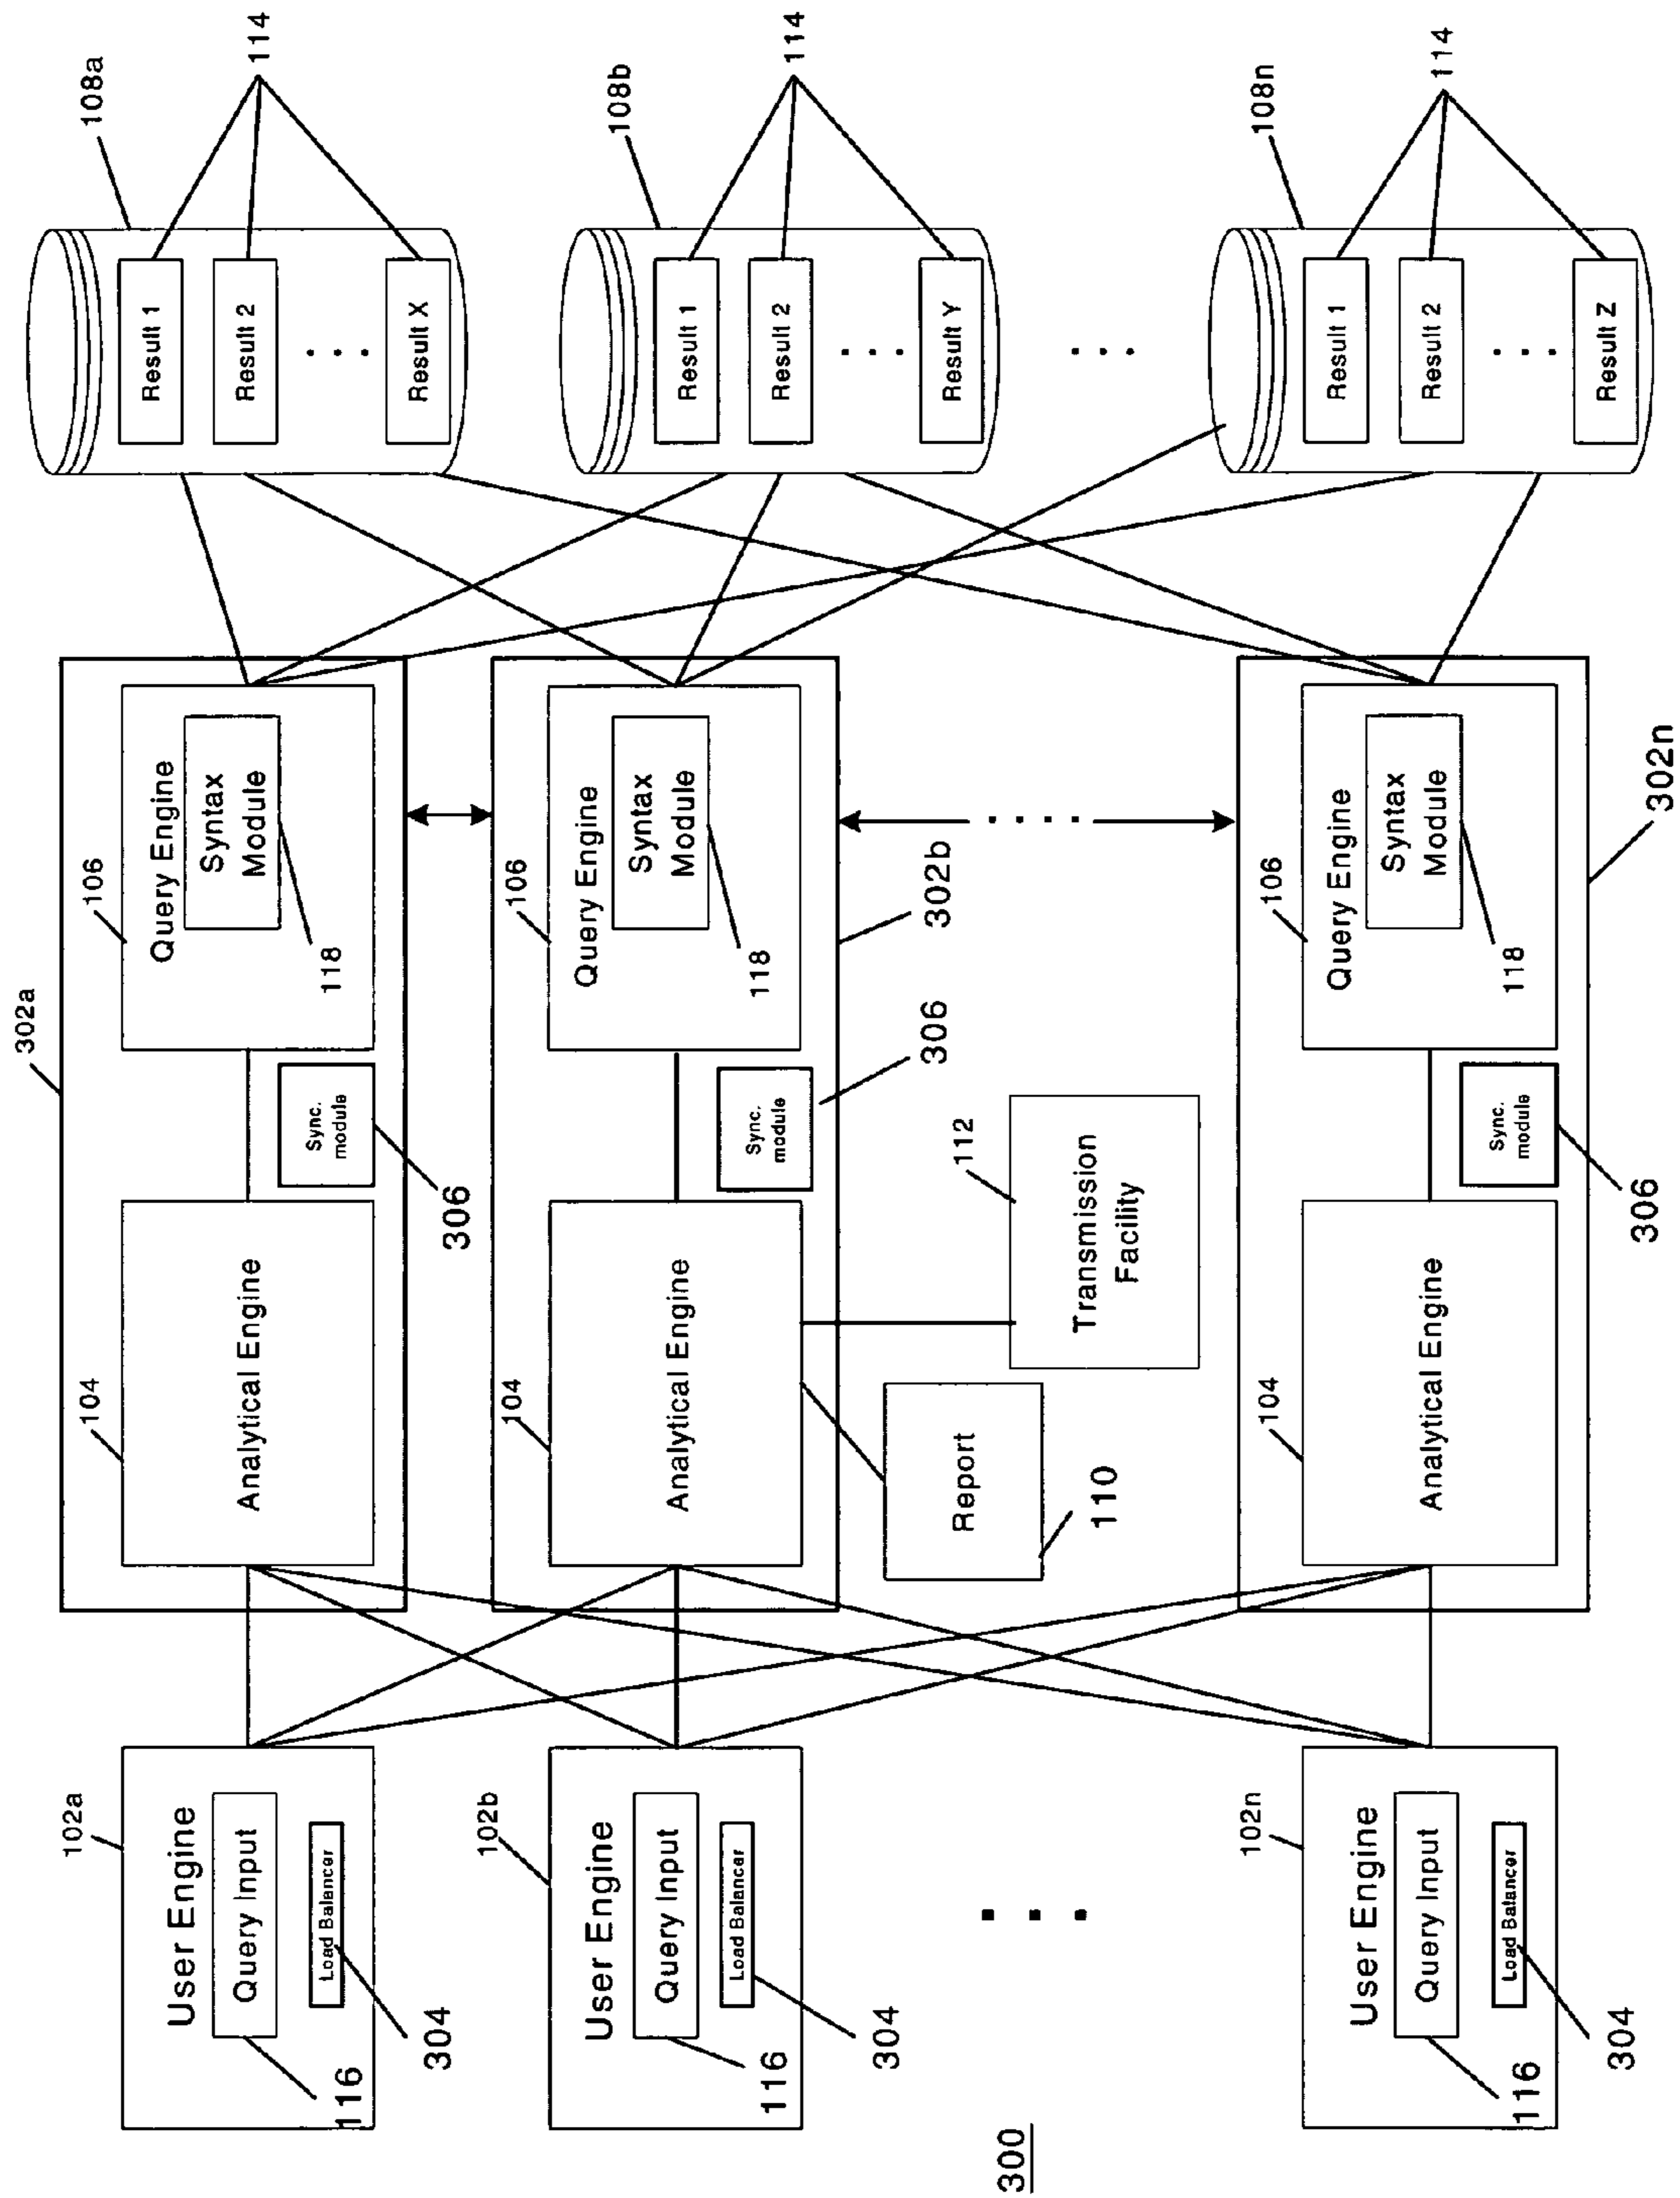 102a
User Engine
Query Input
Load Balancer
116
304
302a
104
Analytical Engine
Sync.
module
306
106
Query Engine
Syntax
Module
118
108a
Result 1
Result 2
. . .
Result X
114
102b
User Engine
Query Input
Load Balancer
116
304
104
Analytical Engine
Sync.
module
306
106
Query Engine
Syntax
Module
118
302b
108b
Result 1
Result 2
. . .
Result Y
114
110
Report
112
Transmission
Facility
. . .
. . . .
. . .
300
102n
User Engine
Query Input
Load Balancer
116
304
104
Analytical Engine
Sync.
module
306
106
Query Engine
Syntax
Module
118
302n
108n
Result 1
Result 2
. . .
Result Z
114